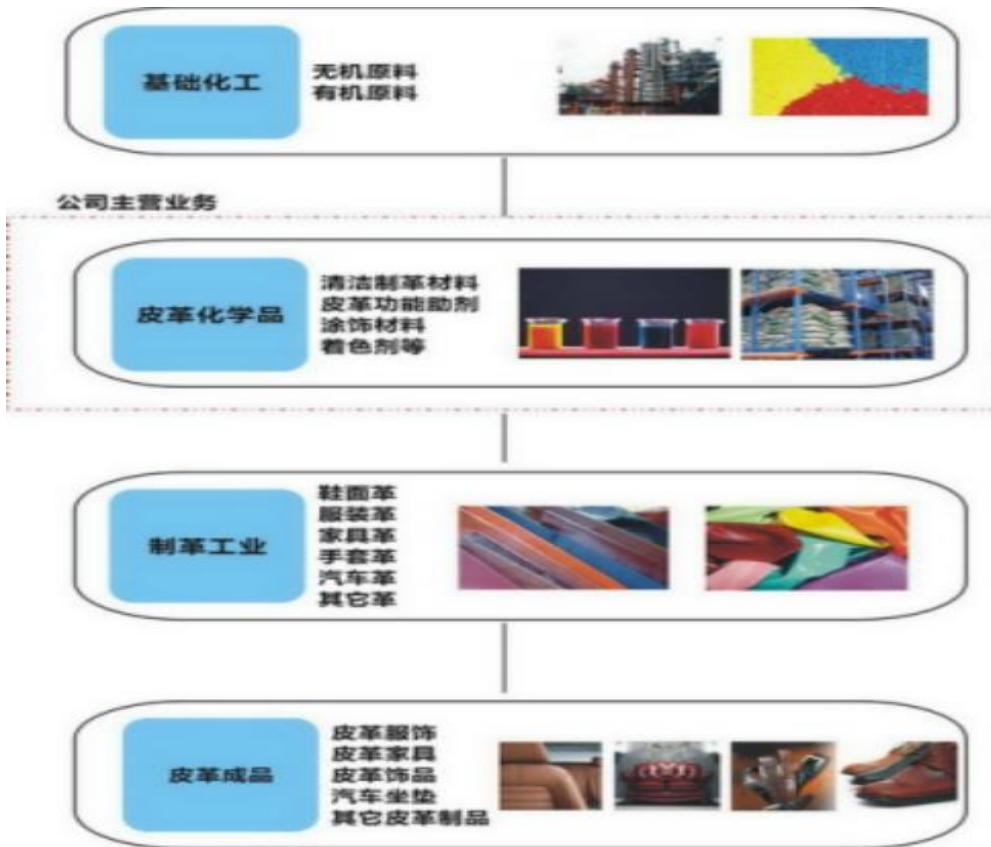 基础化工
无机原料
有机原料
公司主营业务
皮革化学品
清洁制革材料
皮革功能助剂
涂饰材料
着色剂等
制革工业
鞋面革
服装革
家具革
手套革
汽车革
其它革
皮革成品
皮革服饰
皮革家具
皮革饰品
汽车坐垫
其它皮革制品